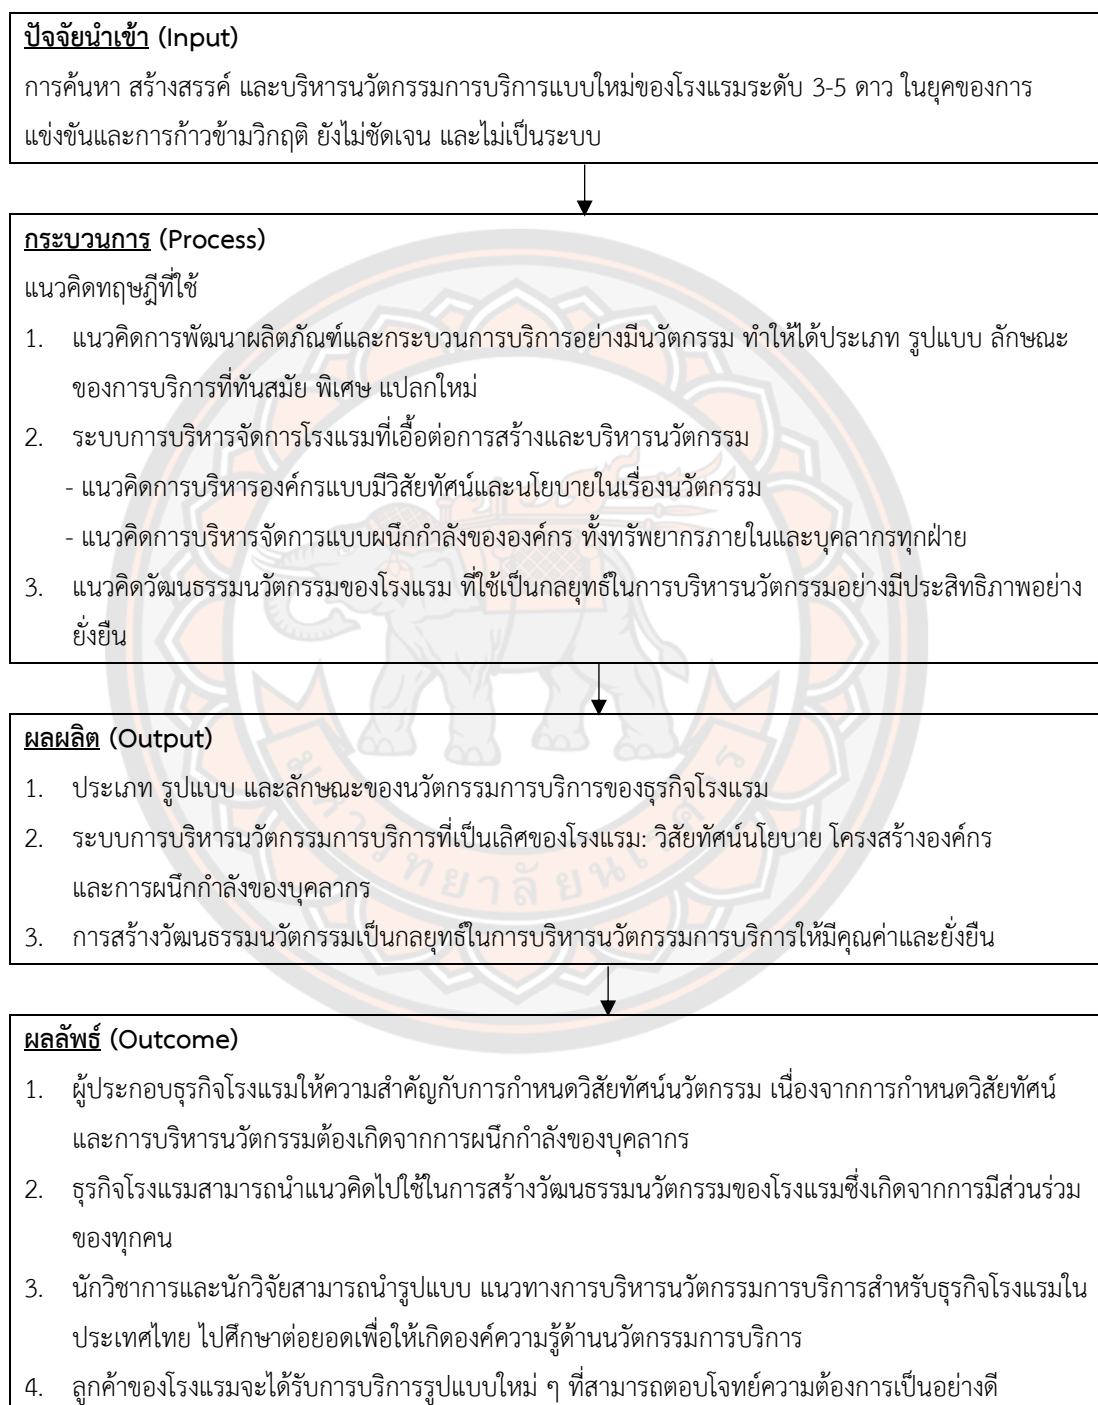 ปัจจัยนำเข้า (Input)
การค้นหา สร้างสรรค์ และบริหารนวัตกรรมการบริการแบบใหม่ของโรงแรมระดับ 3-5 ดาว ในยุคของการ
แข่งขันและการก้าวข้ามวิกฤติ ยังไม่ชัดเจน และไม่เป็นระบบ
กระบวนการ (Process)
แนวคิดทฤษฎีที่ใช้
1. แนวคิดการพัฒนาผลิตภัณฑ์และกระบวนการบริการอย่างมีนวัตกรรม ทำให้ได้ประเภท รูปแบบ ลักษณะ
ของการบริการที่ทันสมัย พิเศษ แปลกใหม่
2. ระบบการบริหารจัดการโรงแรมที่เอื้อต่อการสร้างและบริหารนวัตกรรม
- แนวคิดการบริหารองค์กรแบบมีวิสัยทัศน์และนโยบายในเรื่องนวัตกรรม
- แนวคิดการบริหารจัดการแบบผนึกกำลังขององค์กร ทั้งทรัพยากรภายในและบุคลากรทุกฝ่าย
3. แนวคิดวัฒนธรรมนวัตกรรมของโรงแรม ที่ใช้เป็นกลยุทธ์ในการบริหารนวัตกรรมอย่างมีประสิทธิภาพอย่าง
ยั่งยืน
ผลผลิต (Output)
1. ประเภท รูปแบบ และลักษณะของนวัตกรรมการบริการของธุรกิจโรงแรม
2. ระบบการบริหารนวัตกรรมการบริการที่เป็นเลิศของโรงแรม: วิสัยทัศน์นโยบาย โครงสร้างองค์กร
และการผนึกกำลังของบุคลากร
3. การสร้างวัฒนธรรมนวัตกรรมเป็นกลยุทธ์ในการบริหารนวัตกรรมการบริการให้มีคุณค่าและยั่งยืน
มหาวิทยาลัยนเรศวร
ผลลัพธ์ (Outcome)
1. ผู้ประกอบธุรกิจโรงแรมให้ความสำคัญกับการกำหนดวิสัยทัศน์นวัตกรรม เนื่องจากการกำหนดวิสัยทัศน์
และการบริหารนวัตกรรมต้องเกิดจากการผนึกกำลังของบุคลากร
2. ธุรกิจโรงแรมสามารถนำแนวคิดไปใช้ในการสร้างวัฒนธรรมนวัตกรรมของโรงแรมซึ่งเกิดจากการมีส่วนร่วม
ของทุกคน
3. นักวิชาการและนักวิจัยสามารถนำรูปแบบ แนวทางการบริหารนวัตกรรมการบริการสำหรับธุรกิจโรงแรมใน
ประเทศไทย ไปศึกษาต่อยอดเพื่อให้เกิดองค์ความรู้ด้านนวัตกรรมการบริการ
4. ลูกค้าของโรงแรมจะได้รับการบริการรูปแบบใหม่ ๆ ที่สามารถตอบโจทย์ความต้องการเป็นอย่างดี